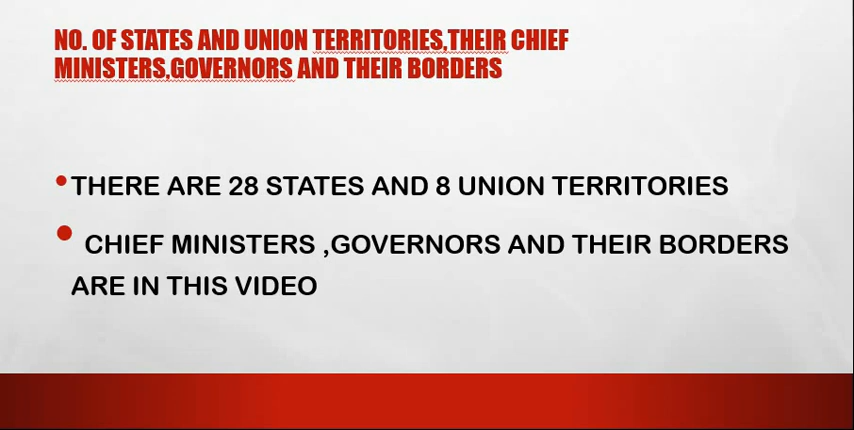 NO. OF STATES AND UNION TERRITORIES,THEIR CHIEF
MINISTERS,GOVERNORS AND THEIR BORDERS
•THERE ARE 28 STATES AND 8 UNION TERRITORIES
• CHIEF MINISTERS ,GOVERNORS AND THEIR BORDERS
ARE IN THIS VIDEO